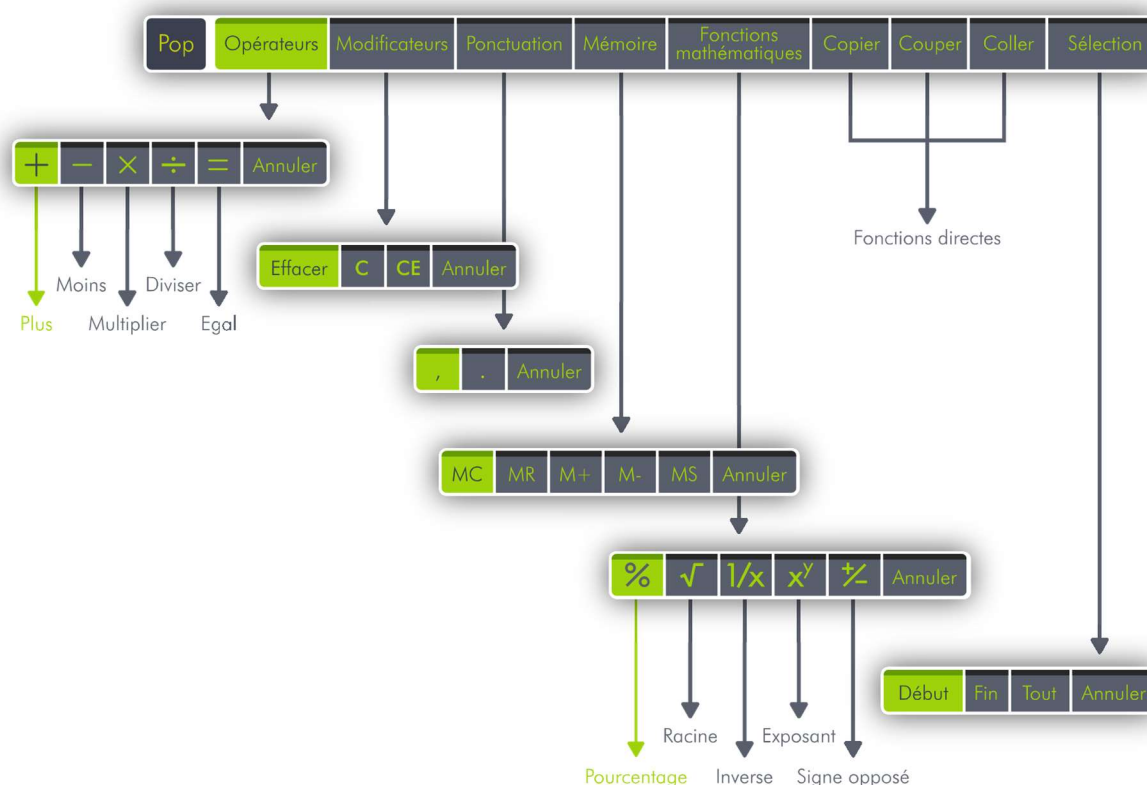 Pop Opérateurs Modificateurs Ponctuation Mémoire Fonctions mathématiques Copier Couper Coller Sélection
+ − × ÷ = Annuler
Fonctions directes
Effacer C CE Annuler
Moins Diviser
Plus Multiplier Egal
, . Annuler
MC MR M+ M- MS Annuler
% √ 1/x xʸ +/− Annuler
Début Fin Tout Annuler
Racine Exposant
Pourcentage Inverse Signe opposé